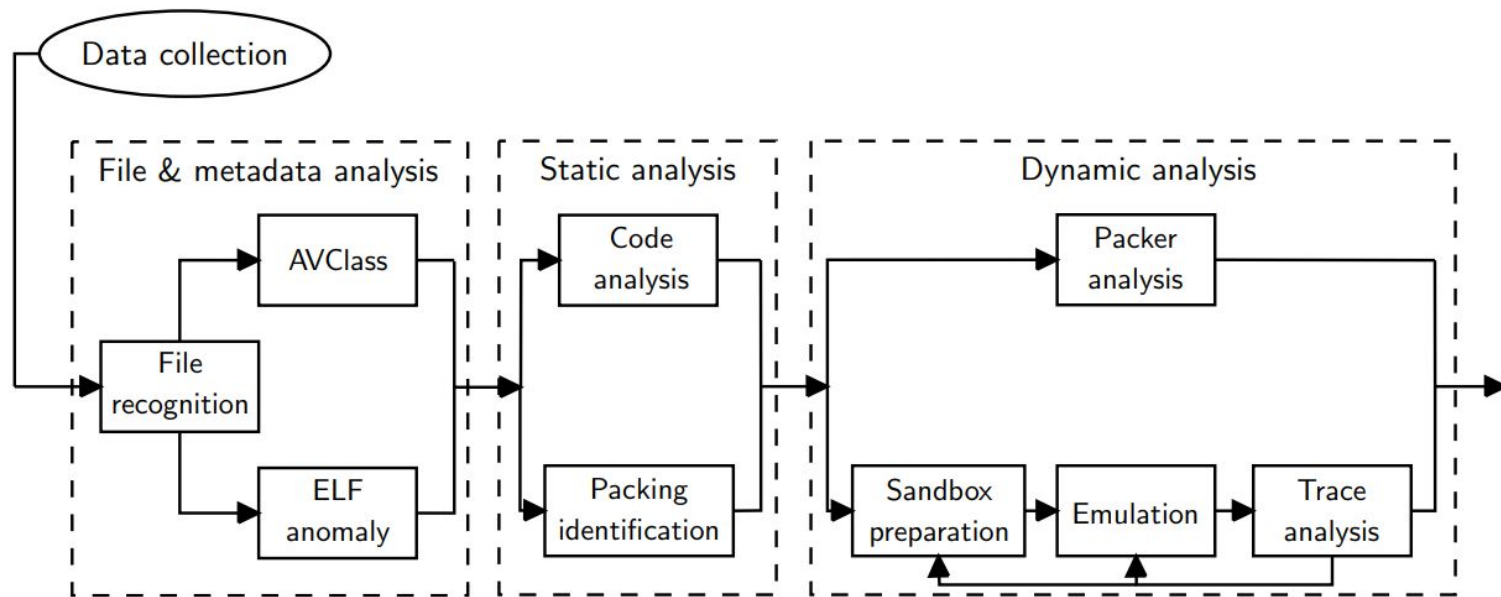 Data collection
File & metadata analysis
AVClass
File
recognition
ELF
anomaly
Static analysis
Code
analysis
Packing
identification
Dynamic analysis
Packer
analysis
Sandbox
preparation
Emulation
Trace
analysis